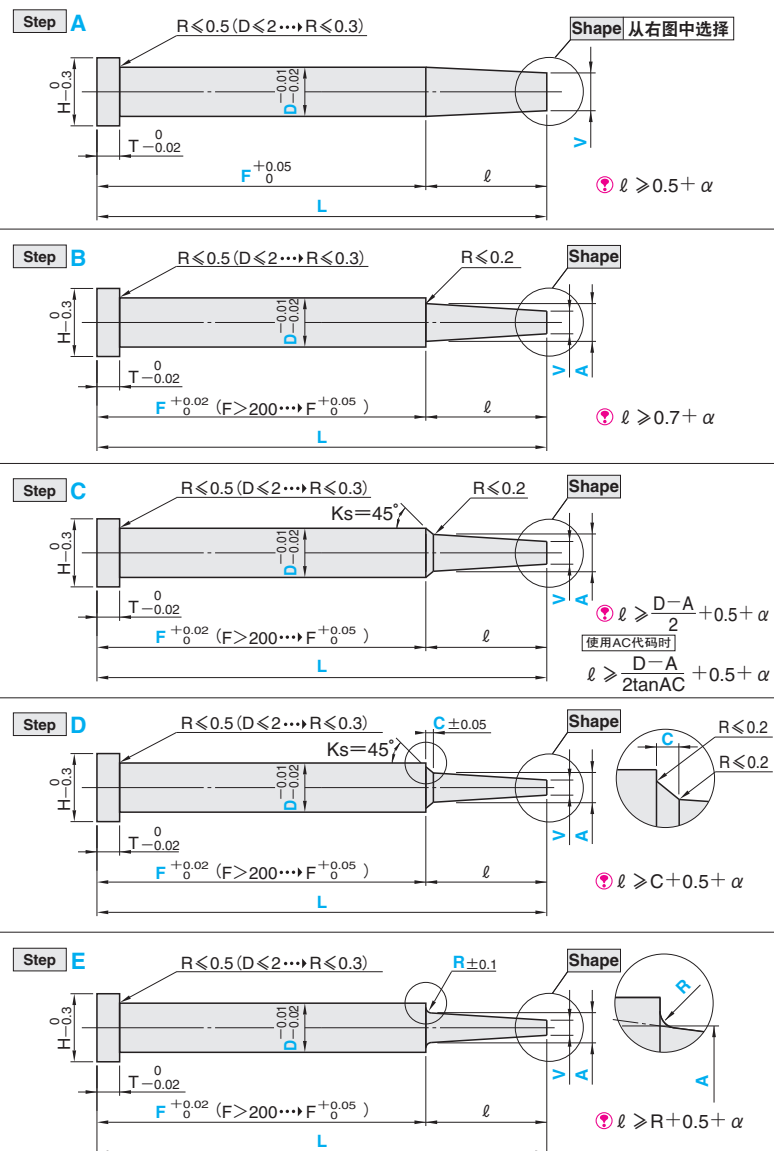 Step A
R≤0.5(D≤2····R≤0.3)
Shape 从右图中选择
H 0 −0.3
D −0.01 −0.02
V
T 0 −0.02
F +0.05 0
ℓ
ℓ ≥0.5+ α
L
Step B
R≤0.5(D≤2····R≤0.3)
R≤0.2
Shape
H 0 −0.3
D −0.01 −0.02
V
A
T 0 −0.02
F +0.02 0 (F>200····F +0.05 0 )
ℓ
ℓ ≥0.7+ α
L
Step C
R≤0.5(D≤2····R≤0.3)
R≤0.2
Shape
Ks=45°
H 0 −0.3
D −0.01 −0.02
V
A
T 0 −0.02
ℓ ≥ D−A/2 +0.5+ α
F +0.02 0 (F>200····F +0.05 0 )
ℓ
使用AC代码时
L
ℓ ≥ D−A/2tanAC +0.5+ α
Step D
R≤0.5(D≤2····R≤0.3)
C±0.05
Shape
R≤0.2
C
Ks=45°
R≤0.2
H 0 −0.3
D −0.01 −0.02
V
A
T 0 −0.02
F +0.02 0 (F>200····F +0.05 0 )
ℓ
ℓ ≥C+0.5+ α
L
Step E
R≤0.5(D≤2····R≤0.3)
R±0.1
Shape
R
H 0 −0.3
D −0.01 −0.02
V
A
A
T 0 −0.02
F +0.02 0 (F>200····F +0.05 0 )
ℓ
ℓ ≥R+0.5+ α
L